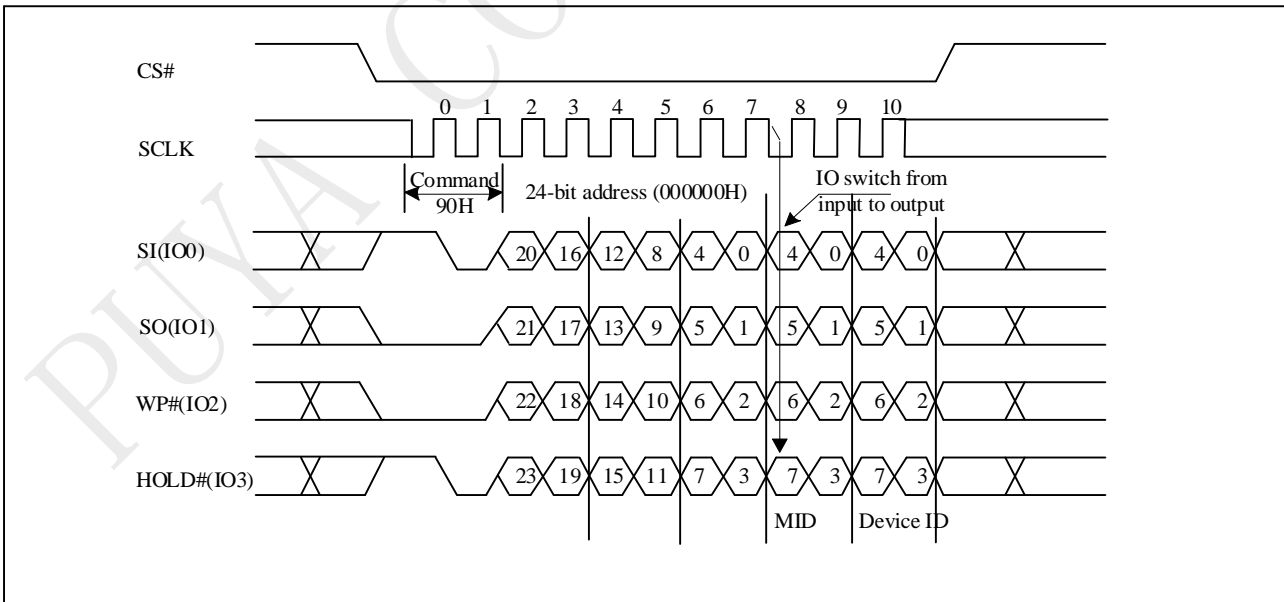 PUYA CO
CS#
0 1 2 3 4 5 6 7 8 9 10
SCLK
Command
90H
24-bit address (000000H)
IO switch from
input to output
SI(IO0) 20 16 12 8 4 0 4 0 4 0
SO(IO1) 21 17 13 9 5 1 5 1 5 1
WP#(IO2) 22 18 14 10 6 2 6 2 6 2
HOLD#(IO3) 23 19 15 11 7 3 7 3 7 3
MID Device ID